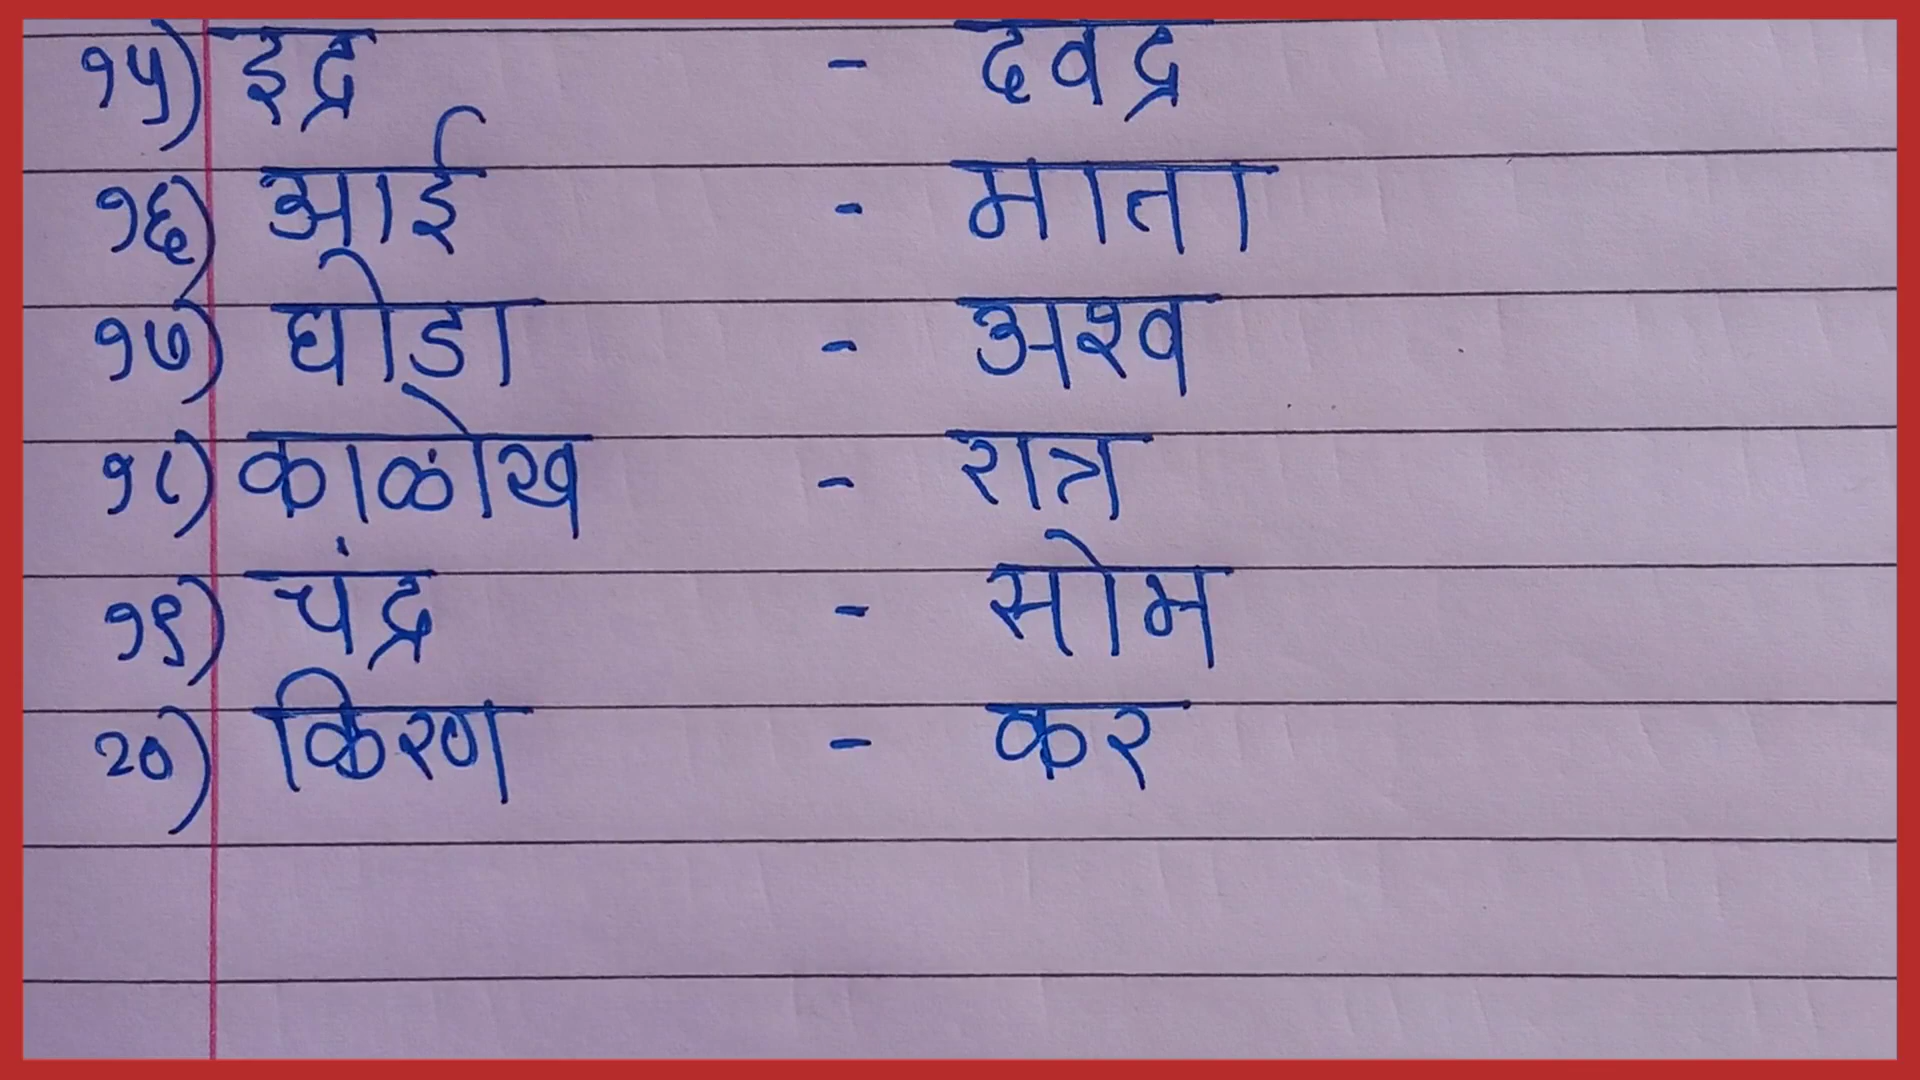 १५) इंद्र - देवेंद्र
१६) आई - माता
१७) घोडा - अश्व
१८) काळोख - रात्र
१९) चंद्र - सोम
२०) किरण - कर